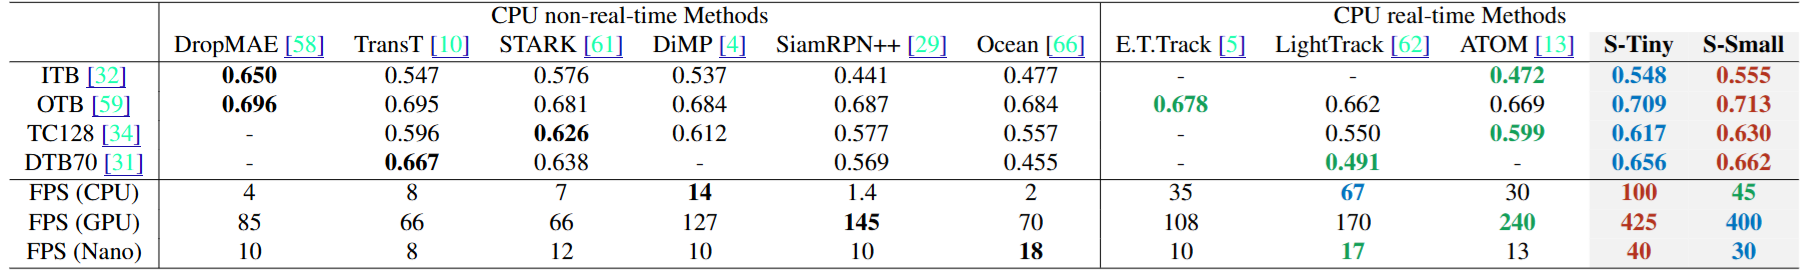 CPU non-real-time Methods CPU real-time Methods
DropMAE [58] TransT [10] STARK [61] DiMP [4] SiamRPN++ [29] Ocean [66] E.T.Track [5] LightTrack [62] ATOM [13] S-Tiny S-Small
ITB [32] 0.650 0.547 0.576 0.537 0.441 0.477 - - 0.472 0.548 0.555
OTB [59] 0.696 0.695 0.681 0.684 0.687 0.684 0.678 0.662 0.669 0.709 0.713
TC128 [34] - 0.596 0.626 0.612 0.577 0.557 - 0.550 0.599 0.617 0.630
DTB70 [31] - 0.667 0.638 - 0.569 0.455 - 0.491 - 0.656 0.662
FPS (CPU) 4 8 7 14 1.4 2 35 67 30 100 45
FPS (GPU) 85 66 66 127 145 70 108 170 240 425 400
FPS (Nano) 10 8 12 10 10 18 10 17 13 40 30